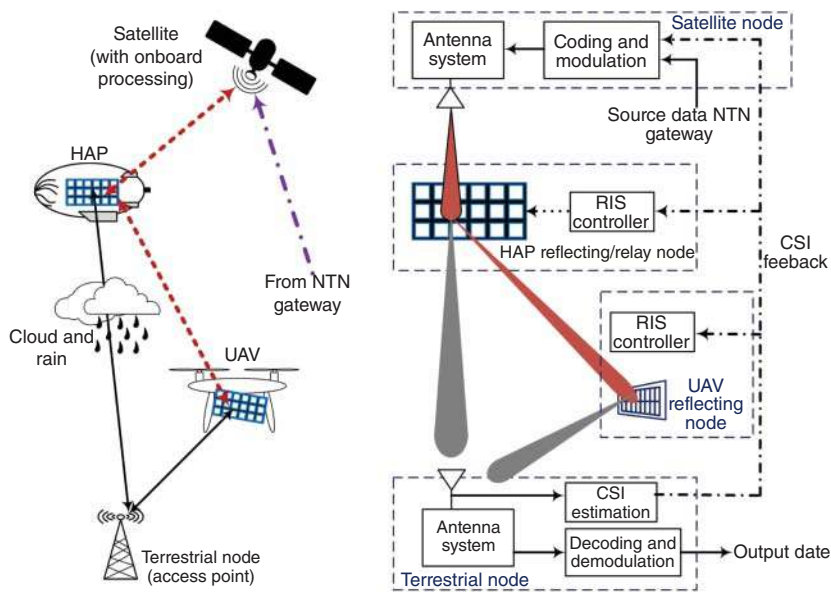 Satellite
(with onboard
processing)
HAP
From NTN
gateway
Cloud and
rain
UAV
Terrestrial node
(access point)
Satellite node
Antenna
system
Coding and
modulation
Source data NTN
gateway
RIS
controller
HAP reflecting/relay node
CSI
feeback
RIS
controller
UAV
reflecting
node
CSI
estimation
Antenna
system
Decoding and
demodulation
Output date
Terrestrial node